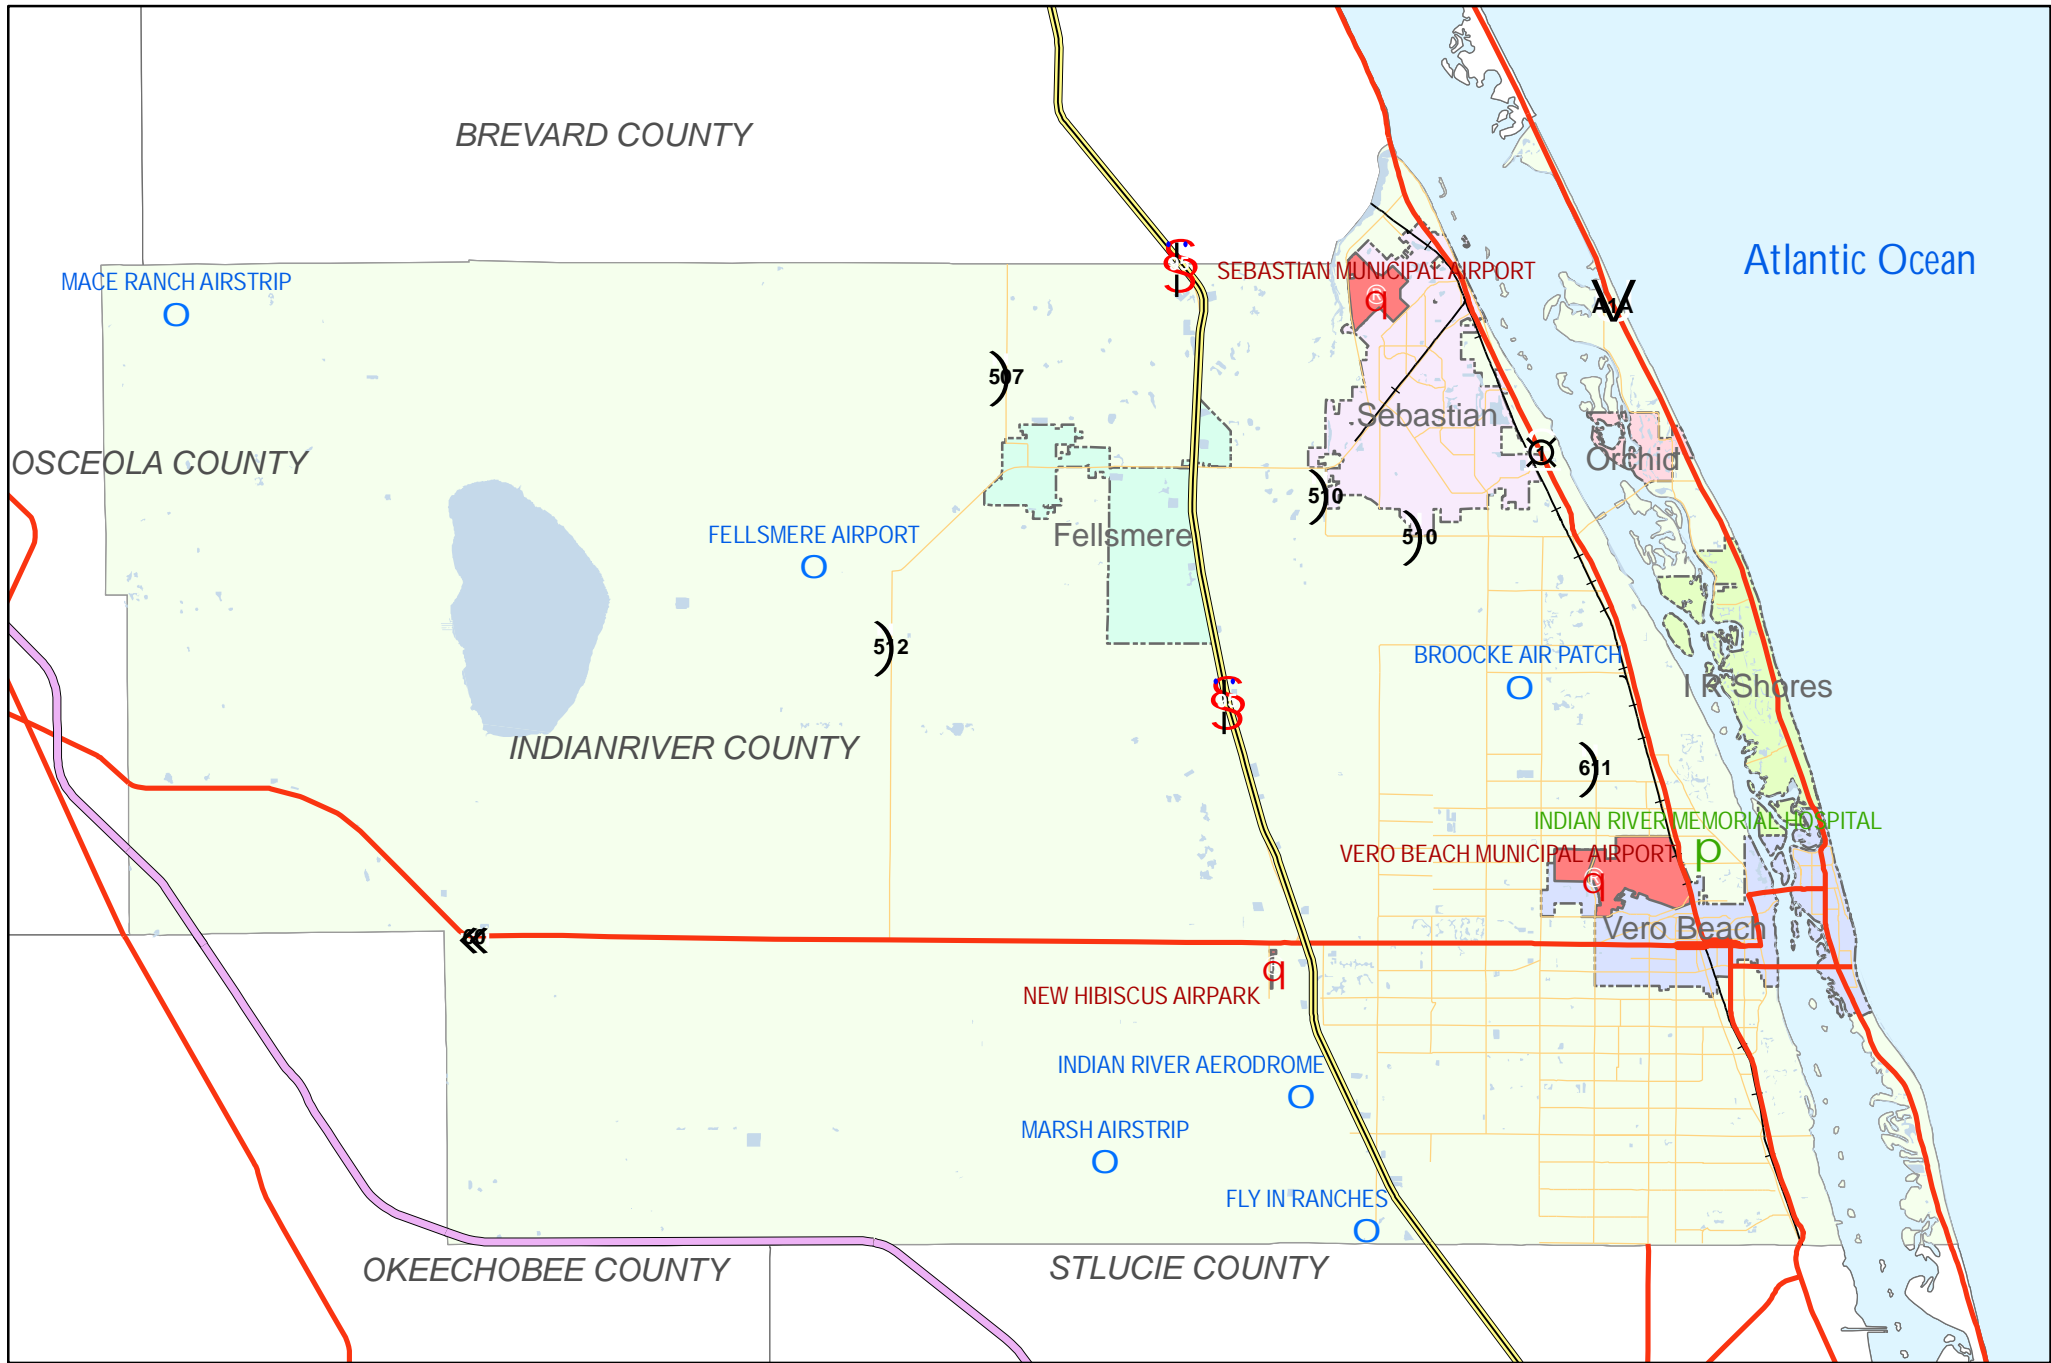 BREVARD COUNTY
Atlantic Ocean
SEBASTIAN MUNICIPAL AIRPORT
MACE RANCH AIRSTRIP
O
q
A1A
507
Sebastian
OSCEOLA COUNTY
1
Orchid
510
FELLSMERE AIRPORT
O
Fellsmere
510
512
BROOCKE AIR PATCH
O
I R Shores
INDIANRIVER COUNTY
611
INDIAN RIVER MEMORIAL HOSPITAL
p
VERO BEACH MUNICIPAL AIRPORT
q
Vero Beach
60
q
NEW HIBISCUS AIRPARK
INDIAN RIVER AERODROME
O
MARSH AIRSTRIP
O
FLY IN RANCHES
O
OKEECHOBEE COUNTY
STLUCIE COUNTY